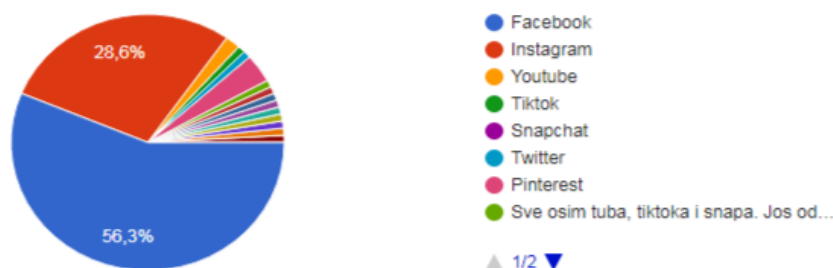 28,6%
56,3%
Facebook
Instagram
Youtube
Tiktok
Snapchat
Twitter
Pinterest
Sve osim tuba, tiktoka i snapa. Jos od...
1/2